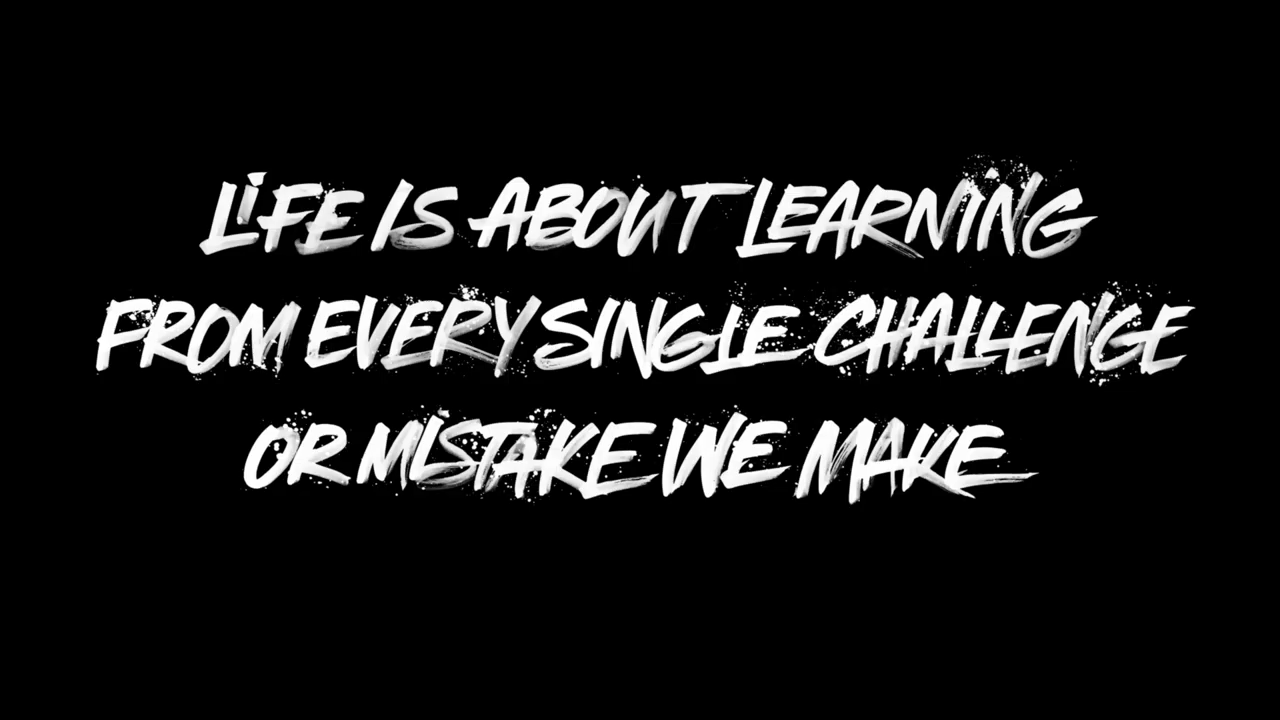 LIFE IS ABOUT LEARNING
FROM EVERY SINGLE CHALLENGE
OR MISTAKE WE MAKE